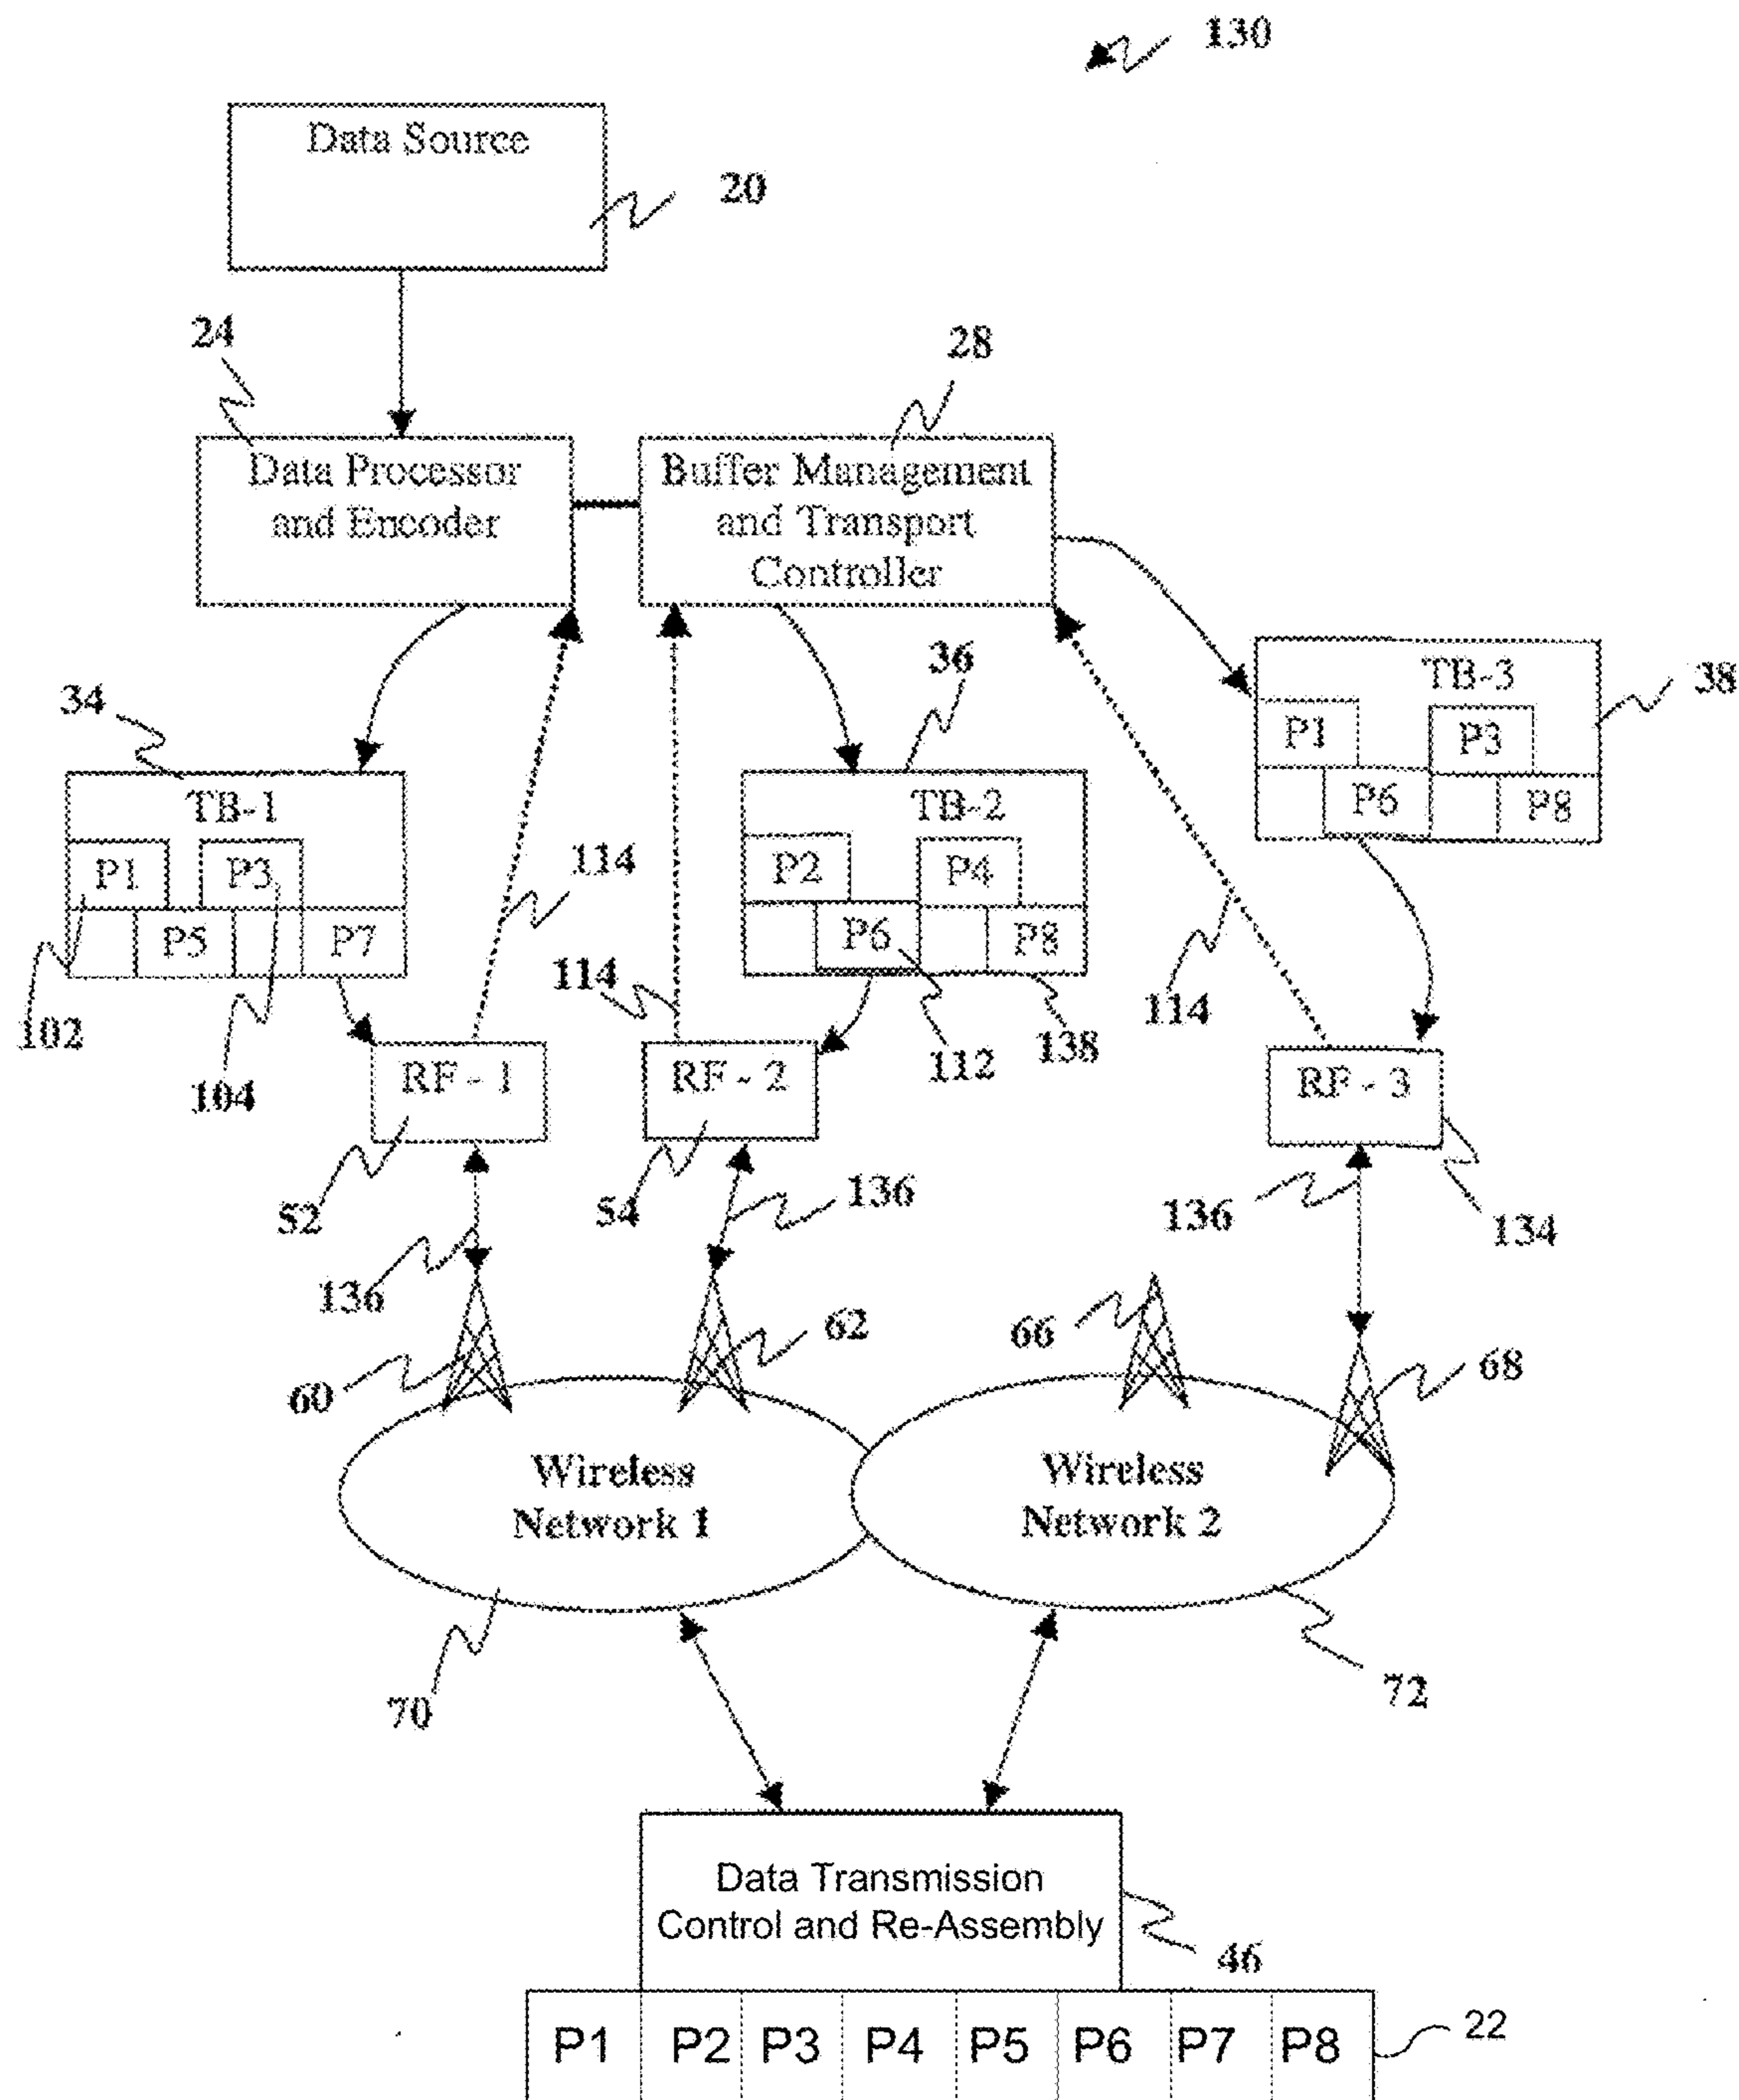 130
Data Source
20
24
28
Data Processor
and Encoder
Buffer Management
and Transport
Controller
34
36
38
TB-3
P1
P3
P6
P8
TB-1
P1
P3
P5
P7
114
TB-2
P2
P4
P6
P8
114
114
102
104
112
138
RF - 1
RF - 2
RF - 3
52
54
136
136
134
136
60
62
66
68
Wireless
Network 1
Wireless
Network 2
70
72
Data Transmission
Control and Re-Assembly
46
P1 P2 P3 P4 P5 P6 P7 P8
22